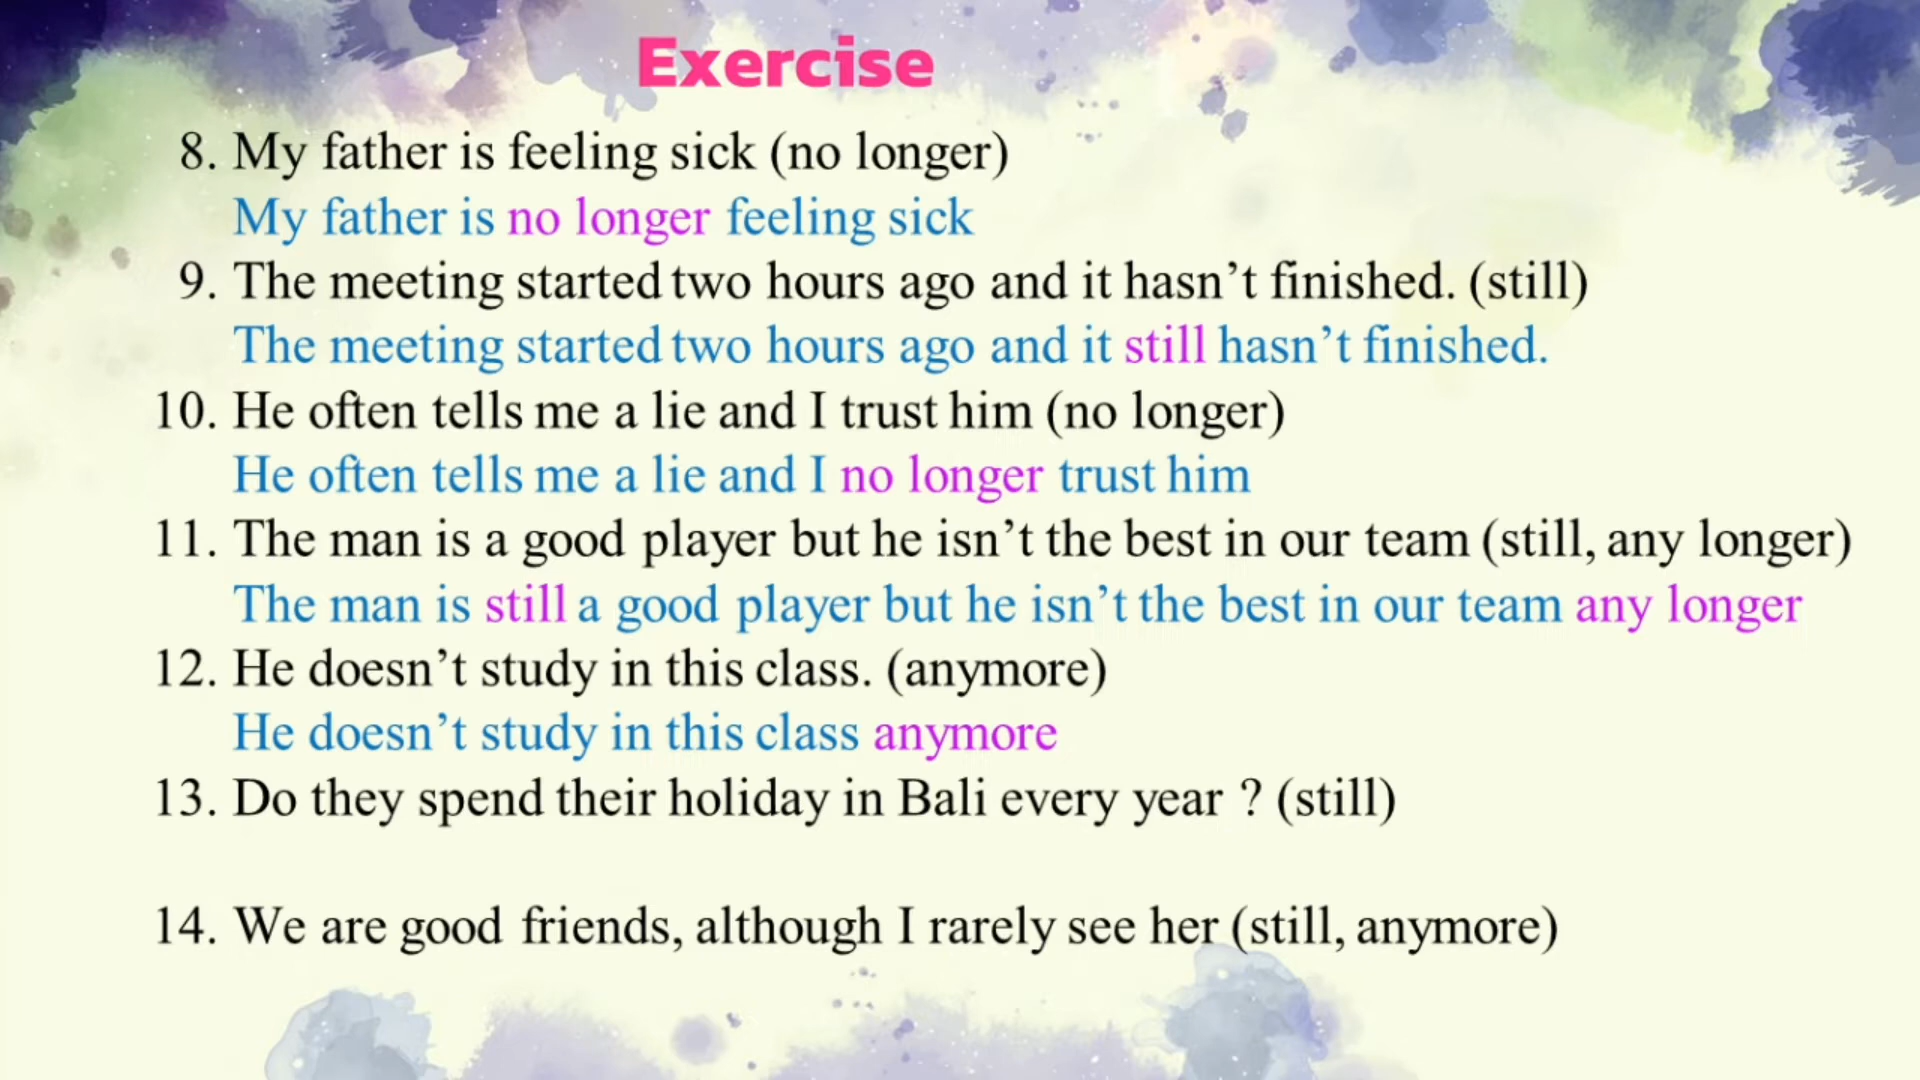 Exercise
8. My father is feeling sick (no longer)
My father is no longer feeling sick
9. The meeting started two hours ago and it hasn’t finished. (still)
The meeting started two hours ago and it still hasn’t finished.
10. He often tells me a lie and I trust him (no longer)
He often tells me a lie and I no longer trust him
11. The man is a good player but he isn’t the best in our team (still, any longer)
The man is still a good player but he isn’t the best in our team any longer
12. He doesn’t study in this class. (anymore)
He doesn’t study in this class anymore
13. Do they spend their holiday in Bali every year ? (still)
14. We are good friends, although I rarely see her (still, anymore)